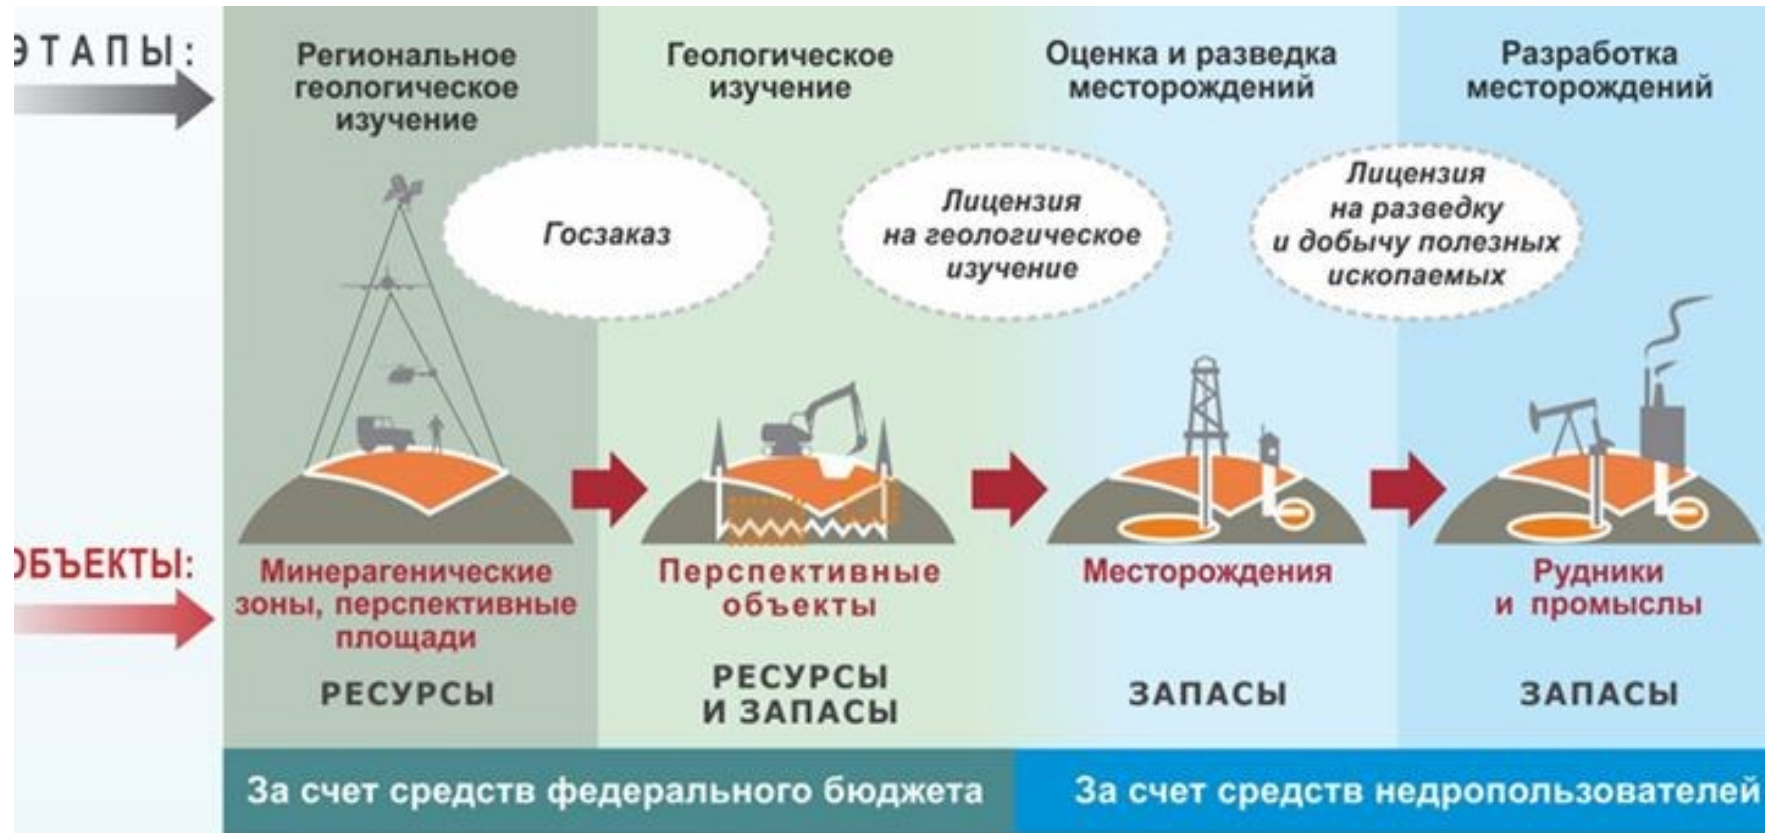 ЭТАПЫ:
Региональное
геологическое
изучение
Геологическое
изучение
Оценка и разведка
месторождений
Разработка
месторождений
Госзаказ
Лицензия
на геологическое
изучение
Лицензия
на разведку
и добычу полезных
ископаемых
ОБЪЕКТЫ:
Минерагенические
зоны, перспективные
площади
Перспективные
объекты
Месторождения
Рудники
и промыслы
РЕСУРСЫ
РЕСУРСЫ
И ЗАПАСЫ
ЗАПАСЫ
ЗАПАСЫ
За счет средств федерального бюджета
За счет средств недропользователей